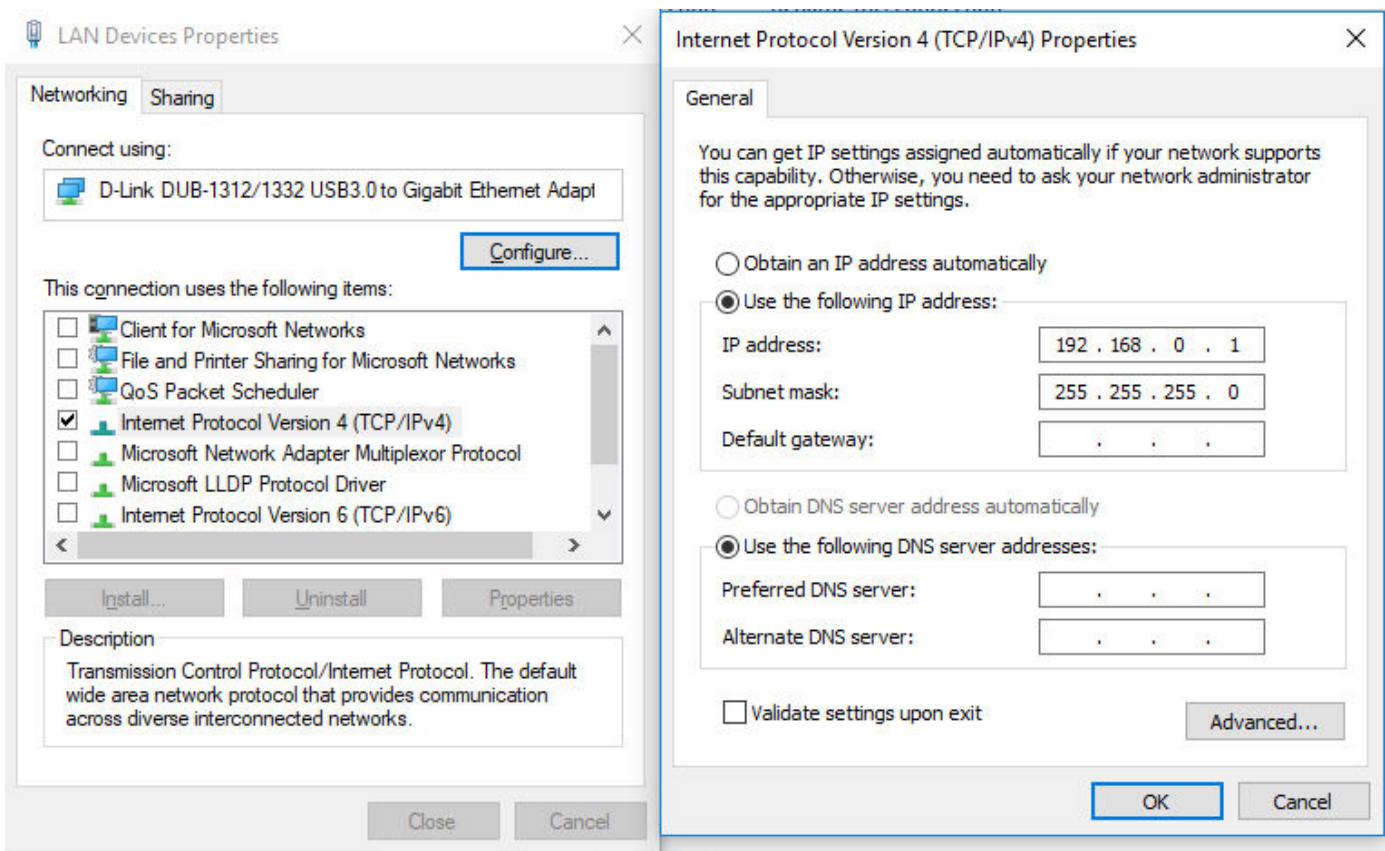 LAN Devices Properties
Networking
Sharing
Connect using:
D-Link DUB-1312/1332 USB3.0 to Gigabit Ethernet Adapt
Configure...
This connection uses the following items:
Client for Microsoft Networks
File and Printer Sharing for Microsoft Networks
QoS Packet Scheduler
Internet Protocol Version 4 (TCP/IPv4)
Microsoft Network Adapter Multiplexor Protocol
Microsoft LLDP Protocol Driver
Internet Protocol Version 6 (TCP/IPv6)
Install...
Uninstall
Properties
Description
Transmission Control Protocol/Internet Protocol. The default
wide area network protocol that provides communication
across diverse interconnected networks.
Close
Cancel
Internet Protocol Version 4 (TCP/IPv4) Properties
General
You can get IP settings assigned automatically if your network supports
this capability. Otherwise, you need to ask your network administrator
for the appropriate IP settings.
Obtain an IP address automatically
Use the following IP address:
IP address: 192 . 168 . 0 . 1
Subnet mask: 255 . 255 . 255 . 0
Default gateway: . . .
Obtain DNS server address automatically
Use the following DNS server addresses:
Preferred DNS server: . . .
Alternate DNS server: . . .
Validate settings upon exit
Advanced...
OK
Cancel